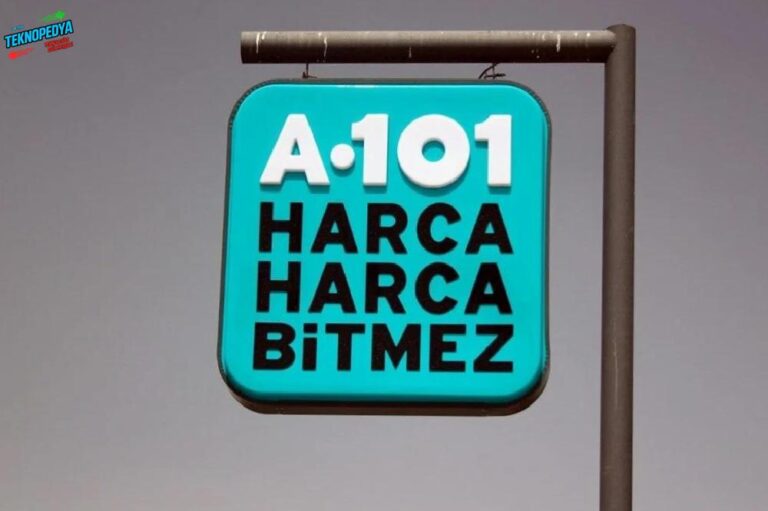 TEKNOPEDYA
A·101
HARCA
HARCA
BiTMEZ